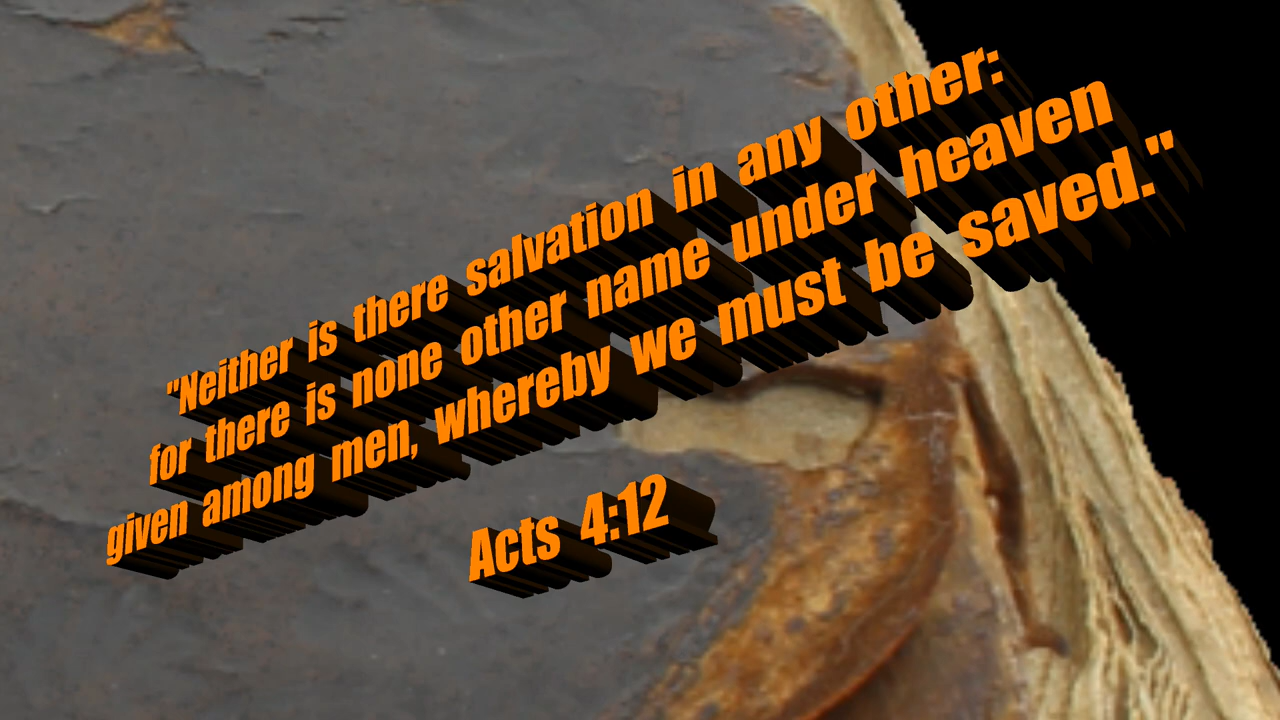 "Neither is there salvation in any other:
for there is none other name under heaven
given among men, whereby we must be saved."
Acts 4:12